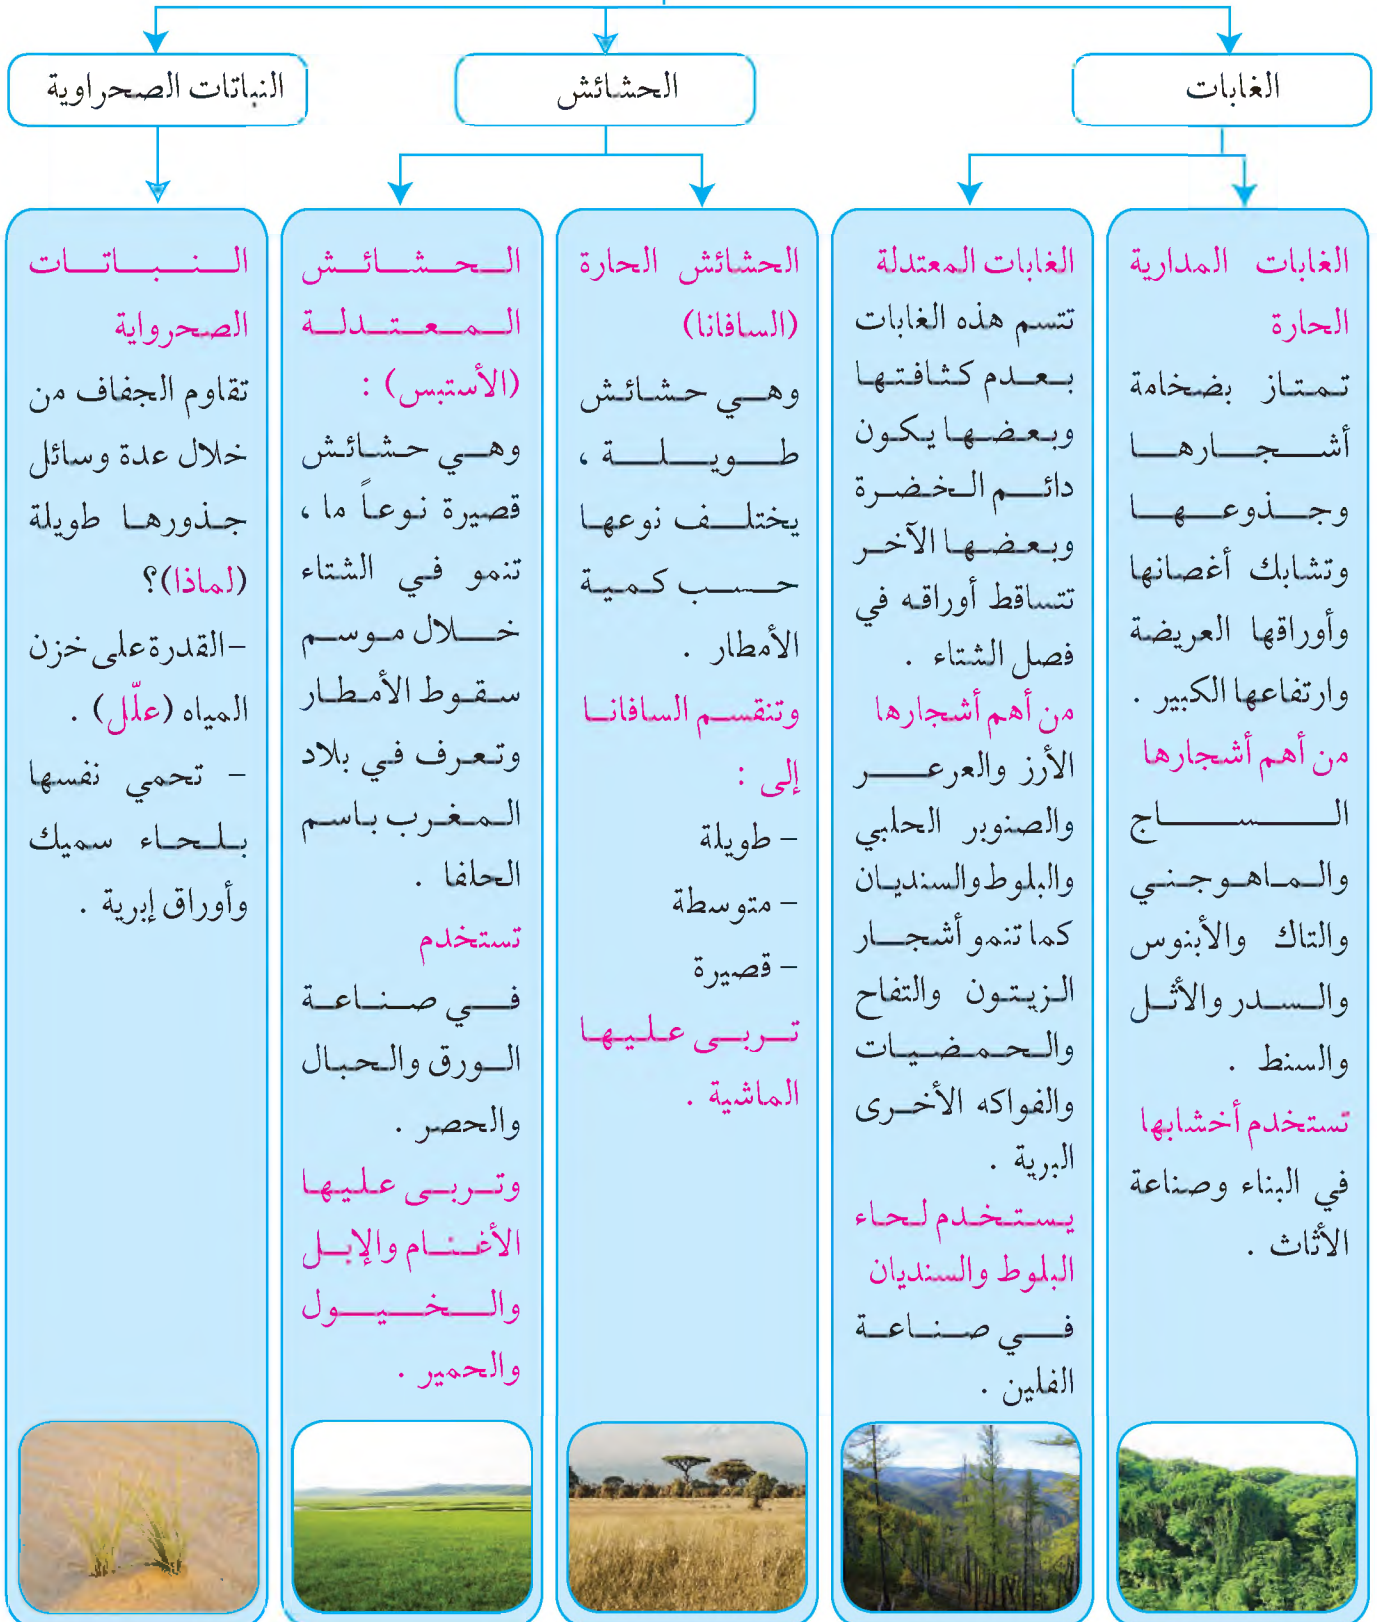 الغابات
الحشائش
النباتات الصحراوية
الغابات المدارية
الحارة
تمتاز بضخامة
أشجارها
وجذوعها
وتشابك أغصانها
وأوراقها العريضة
وارتفاعها الكبير .
من أهم أشجارها
الساج
والماهوجني
والتاك والأبنوس
والسدر والأثل
والسنط .
تستخدم أخشابها
في البناء وصناعة
الأثاث .
الغابات المعتدلة
تتسم هذه الغابات
بعدم كثافتها
وبعضها يكون
دائم الخضرة
وبعضها الآخر
تتساقط أوراقه في
فصل الشتاء .
من أهم أشجارها
الأرز والعرعر
والصنوبر الحلبي
والبلوط والسنديان
كما تنمو أشجار
الزيتون والتفاح
والحمضيات
والفواكه الأخرى
البرية .
يستخدم لحاء
البلوط والسنديان
في صناعة
الفلين .
الحشائش الحارة
(السافانا)
وهي حشائش
طويلة ،
يختلف نوعها
حسب كمية
الأمطار .
وتنقسم السافانا
إلى :
– طويلة
– متوسطة
– قصيرة
تربى عليها
الماشية .
الحشائش
المعتدلة
(الأستبس) :
وهي حشائش
قصيرة نوعاً ما ،
تنمو في الشتاء
خلال موسم
سقوط الأمطار
وتعرف في بلاد
المغرب باسم
الحلفا .
تستخدم
في صناعة
الورق والحبال
والحصر .
وتربى عليها
الأغنام والإبل
والخيول
والحمير .
النباتات
الصحرواية
تقاوم الجفاف من
خلال عدة وسائل
جذورها طويلة
(لماذا)؟
–القدرة على خزن
المياه (علّل) .
– تحمي نفسها
بلحاء سميك
وأوراق إبرية .